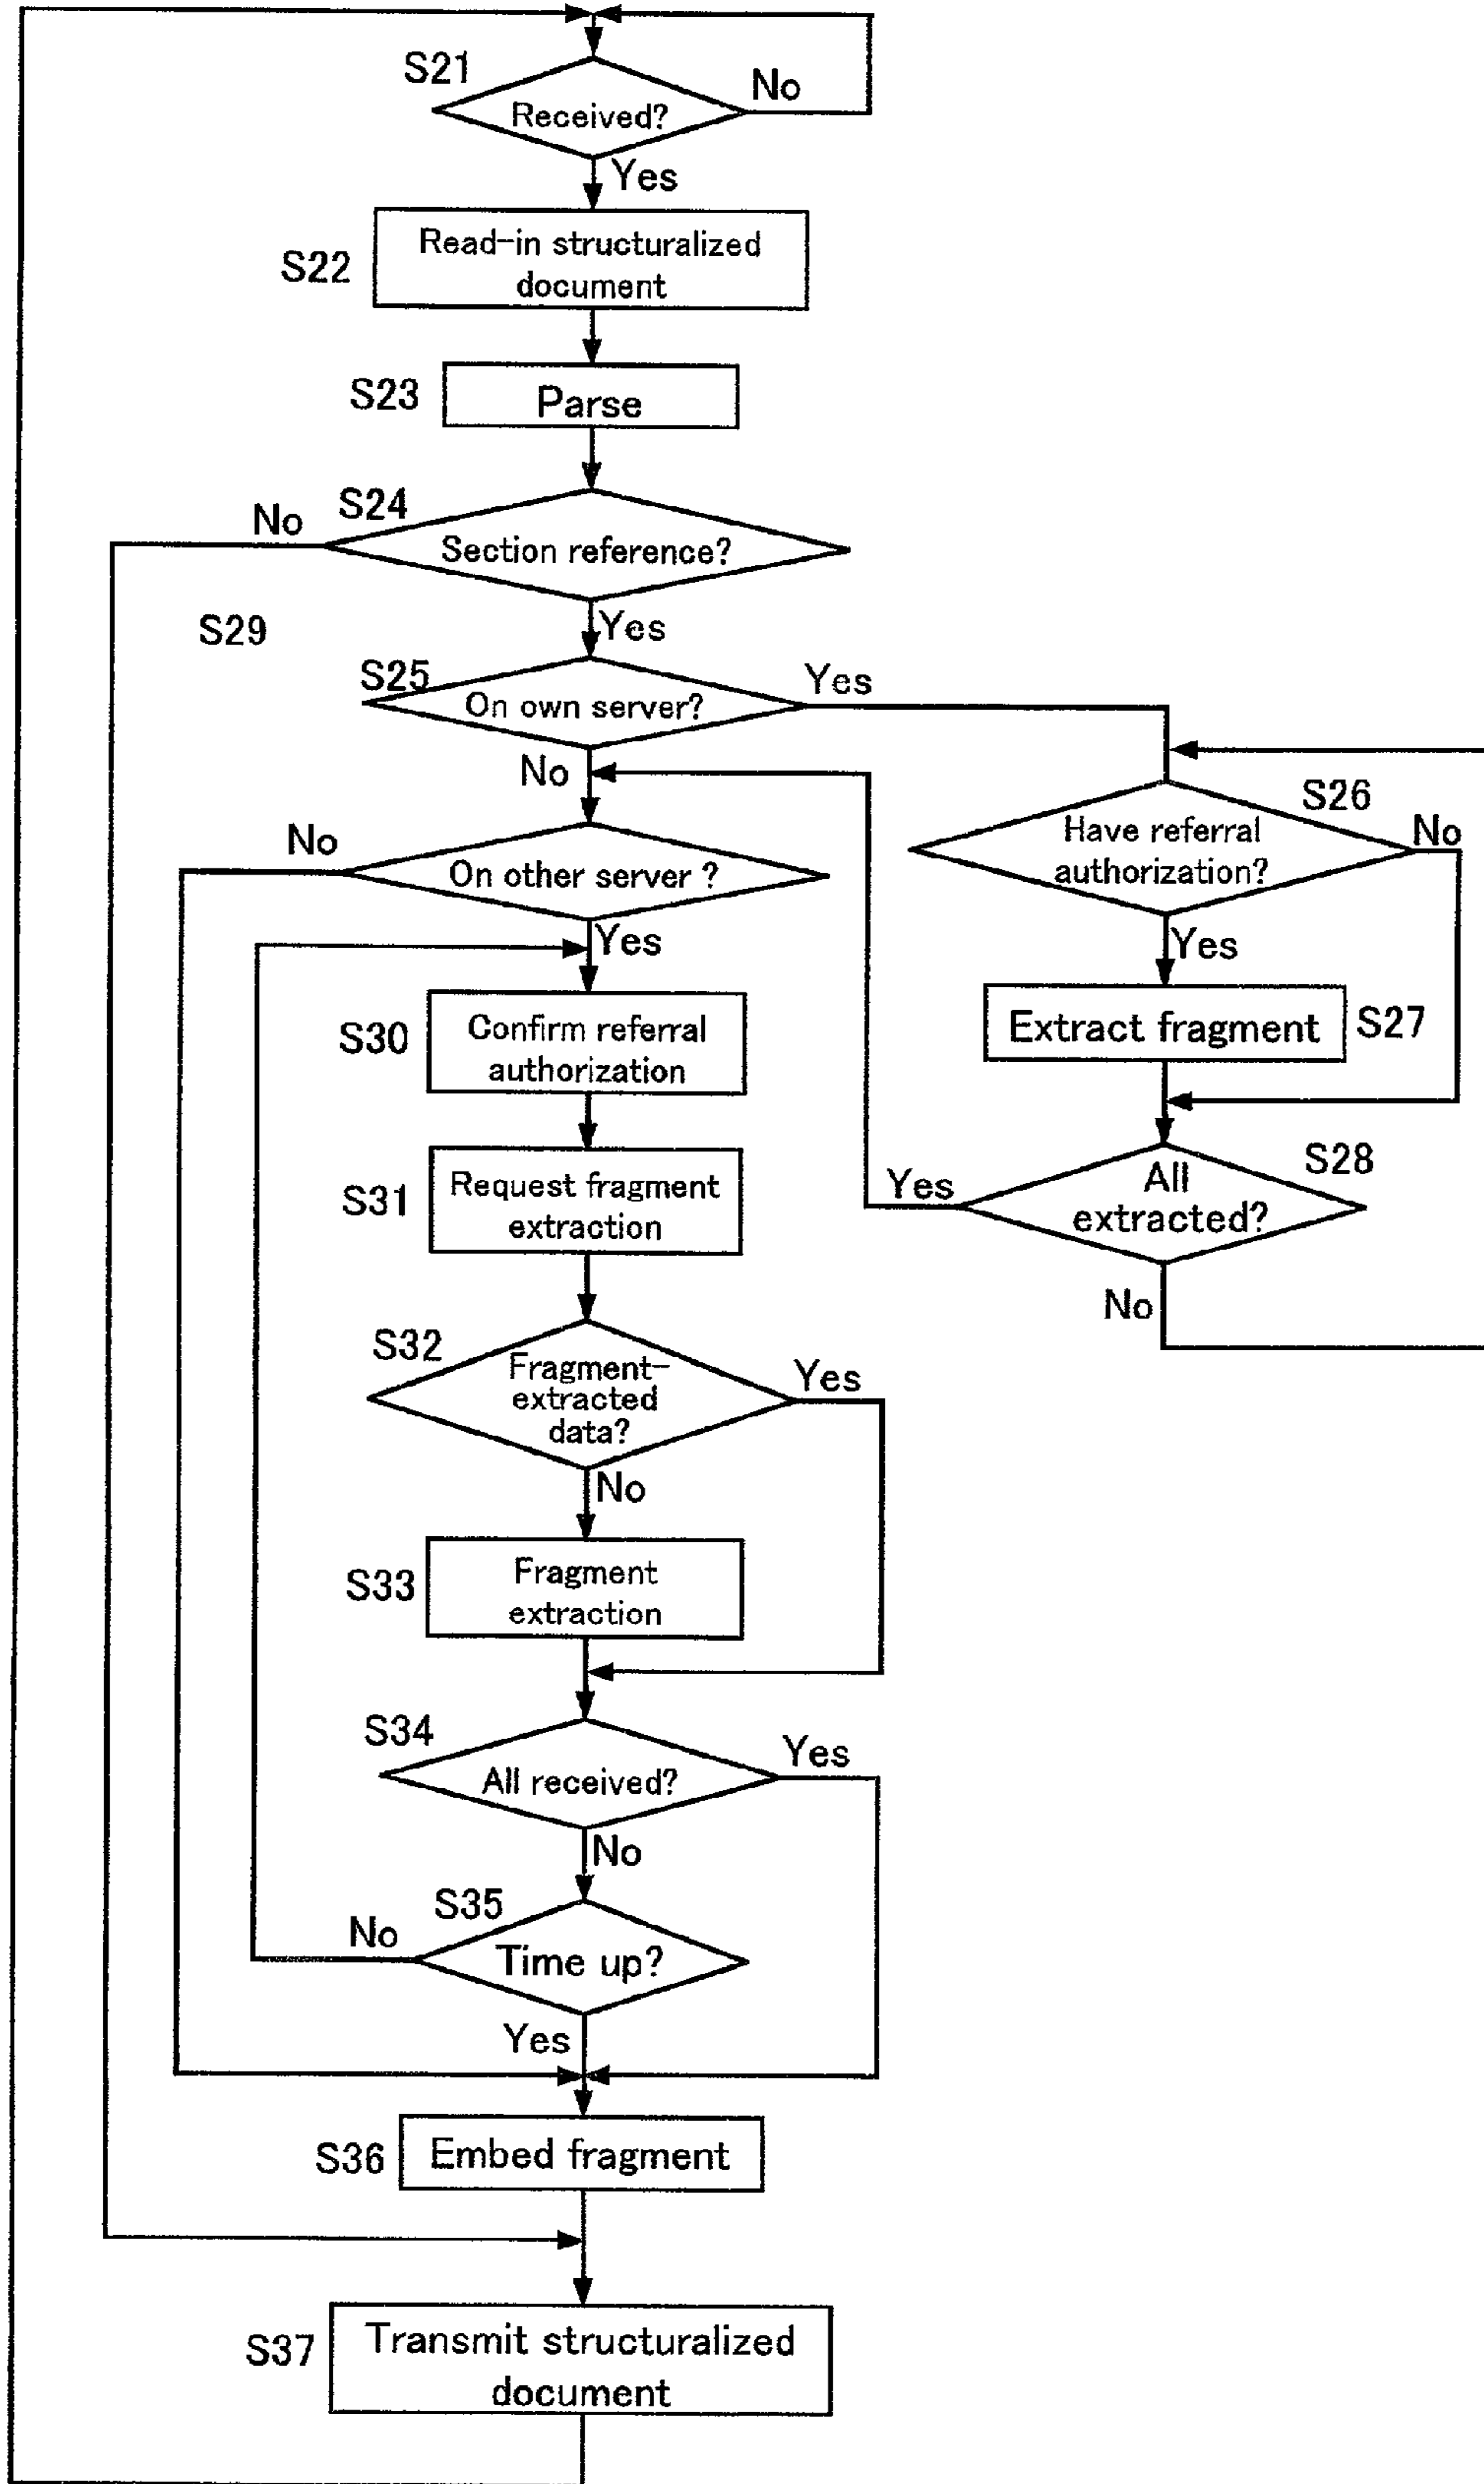 S21
Received?
No
Yes
S22
Read-in structuralized
document
S23
Parse
S24
No
Section reference?
Yes
S29
S25
On own server?
Yes
No
No
On other server ?
Yes
S26
Have referral
authorization?
No
Yes
Extract fragment
S27
S28
All
extracted?
Yes
No
S30
Confirm referral
authorization
S31
Request fragment
extraction
S32
Fragment-
extracted
data?
Yes
No
S33
Fragment
extraction
S34
All received?
Yes
No
S35
No
Time up?
Yes
S36
Embed fragment
S37
Transmit structuralized
document